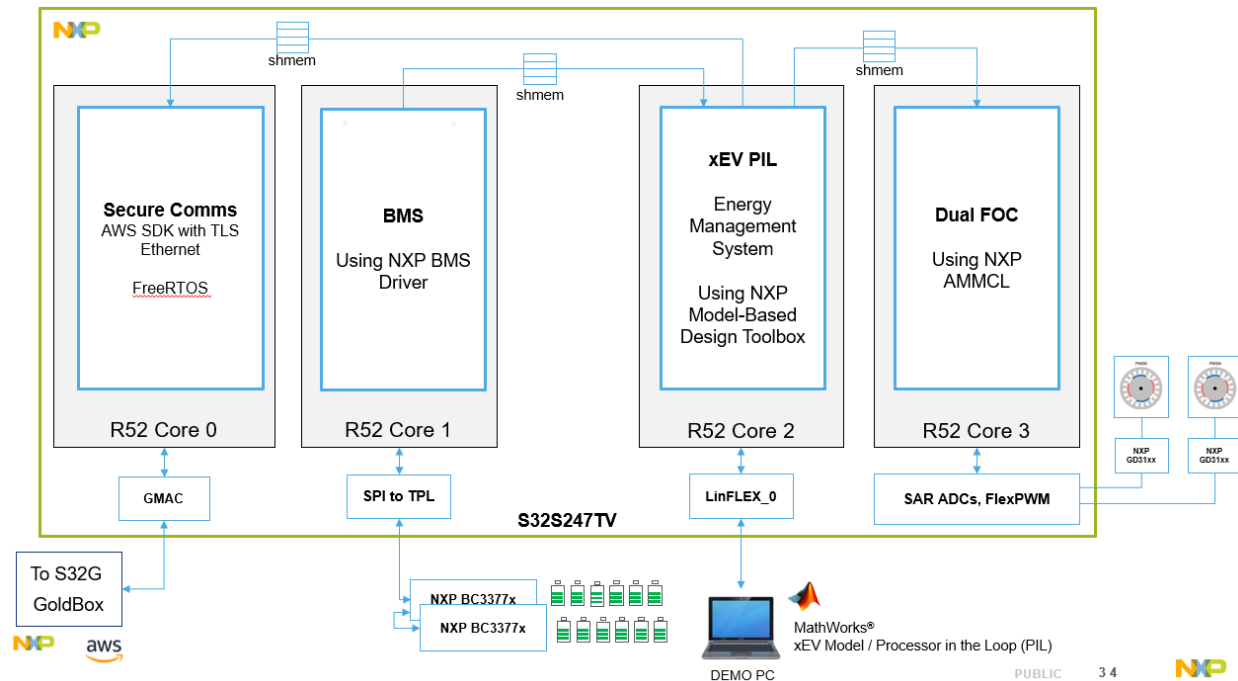 NXP
shmem
shmem
shmem
Secure Comms
AWS SDK with TLS
Ethernet
FreeRTOS
R52 Core 0
BMS
Using NXP BMS
Driver
R52 Core 1
xEV PIL
Energy
Management
System
Using NXP
Model-Based
Design Toolbox
R52 Core 2
Dual FOC
Using NXP
AMMCL
R52 Core 3
GMAC
SPI to TPL
LinFLEX_0
SAR ADCs, FlexPWM
S32S247TV
NXP
GD31xx
NXP
GD31xx
To S32G
GoldBox
NXP
aws
NXP BC3377x
NXP BC3377x
DEMO PC
MathWorks®
xEV Model / Processor in the Loop (PIL)
PUBLIC
34
NXP